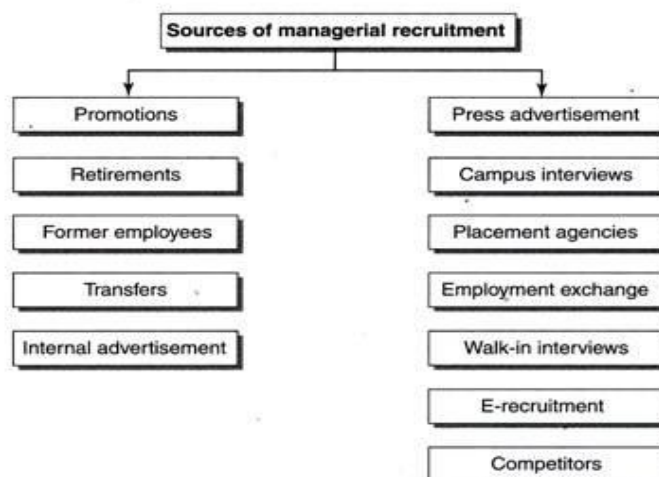 Sources of managerial recruitment
Promotions
Retirements
Former employees
Transfers
Internal advertisement
Press advertisement
Campus interviews
Placement agencies
Employment exchange
Walk-in interviews
E-recruitment
Competitors